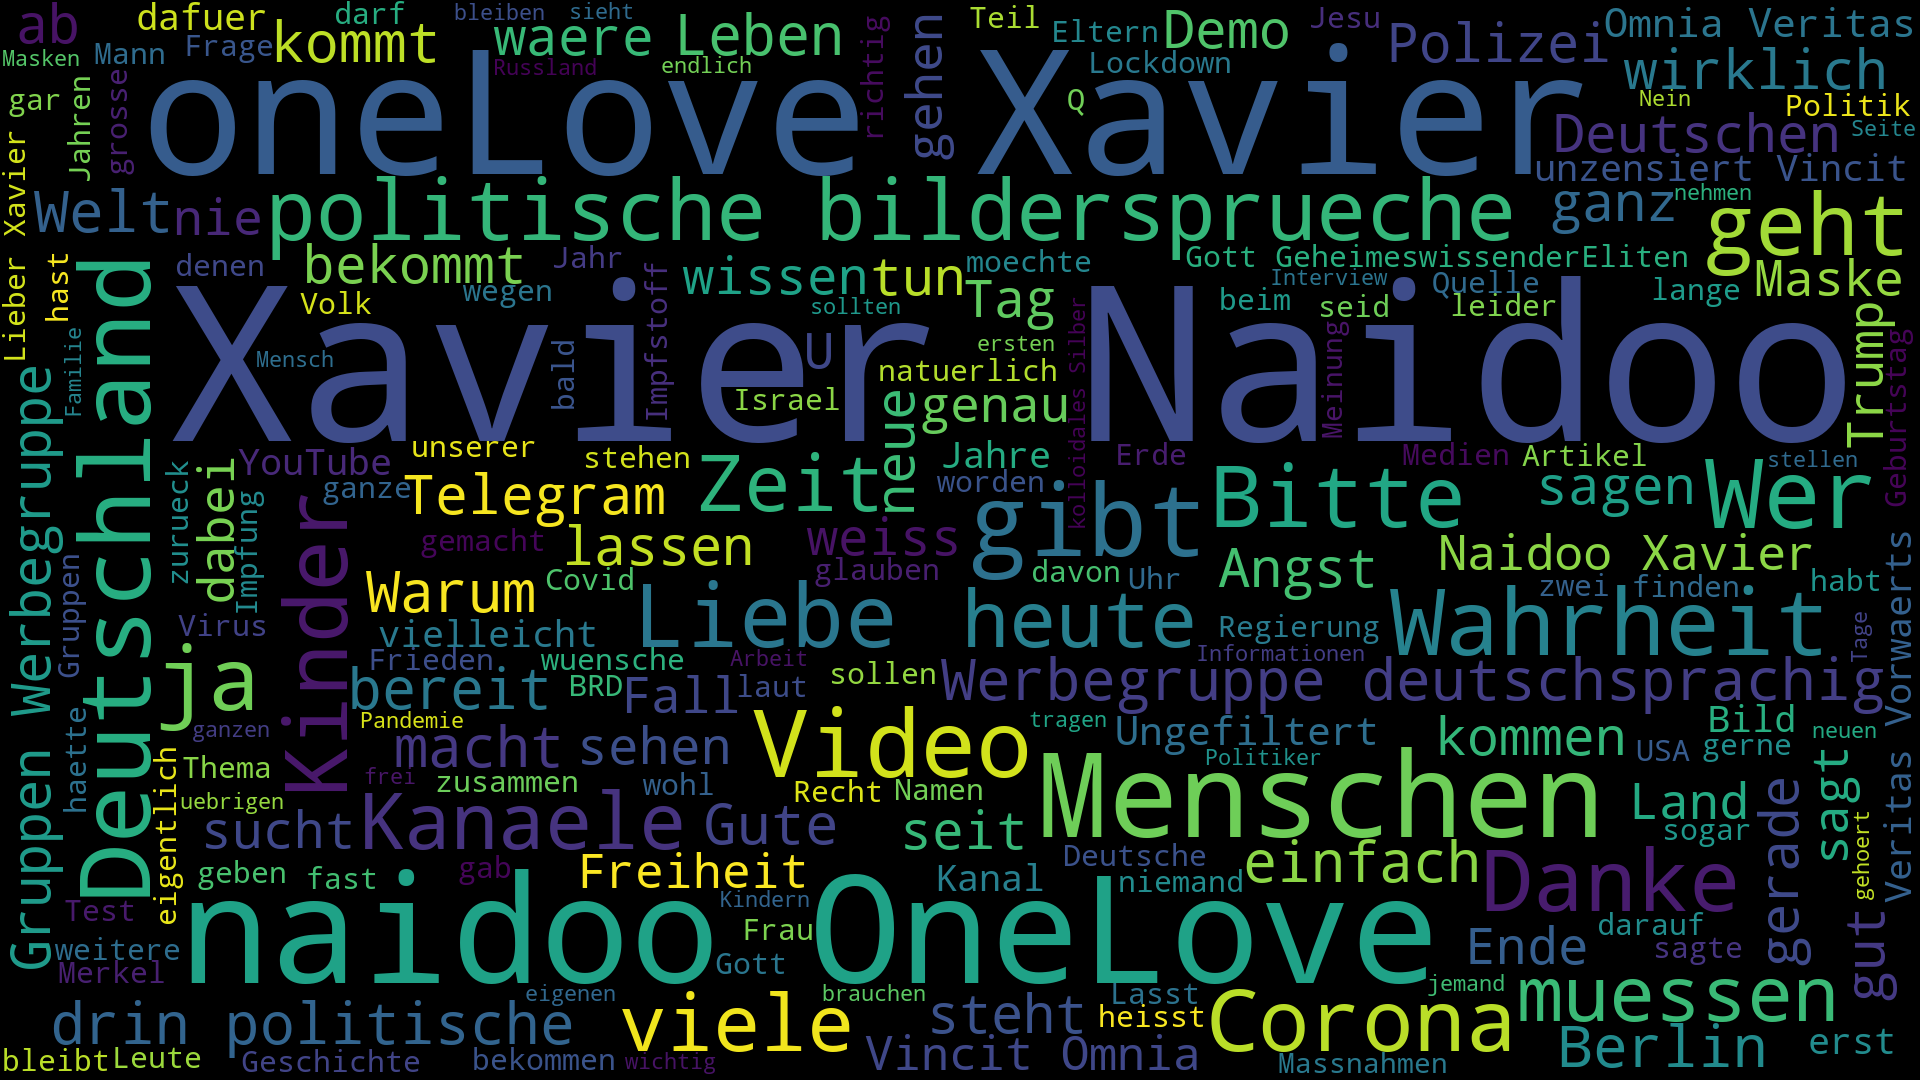 ab
dafuer
darf
bleiben
sieht
Teil
Jesu
Omnia Veritas
Masken
Mann
Frage
kommt
waere
Leben
Eltern
Demo
Polizei
Russland
endlich
richtig
gehen
Lockdown
wirklich
gar
Jahren
grosse
oneLove Xavier
Q
Nein
Politik
Deutschen
Seite
unzensiert Vincit
Lieber Xavier
Welt
nie
politische bildersprueche
ganz
nehmen
geht
hast
denen
bekommt
Jahr
wissen
tun
moechte
Gott GeheimeswissenderEliten
Maske
Volk
wegen
Impfstoff
sollten
Tag
Interview
beim
seid
Quelle
leider
lange
Deutschland
Familie
Xavier Naidoo
Mensch
bald
U
ersten
kolloidales Silber
Meinung
Trump
Geburtstag
natuerlich
Israel
genau
neue
Gruppen Werbegruppe
YouTube
unserer
stehen
Jahre
Erde
Medien
Artikel
stellen
zurueck
dabei
Impfung
ganze
Telegram
Zeit
worden
gibt
Bitte
sagen
Wer
Kinder
gemacht
lassen
weiss
Angst
Naidoo Xavier
Gruppen
Warum
Covid
glauben
davon
Uhr
zwei
finden
habt
Virus
vielleicht
Liebe heute
Regierung
Wahrheit
Tage
Veritas Vorwaerts
ja
Frieden
wuensche
Arbeit
Informationen
bereit
BRD
Fall
laut
sollen
Werbegruppe deutschsprachig
haette
ganzen
Pandemie
Video
tragen
Ungefiltert
kommen
Bild
neuen
Thema
macht
sehen
Politiker
USA
gerne
eigentlich
uebrigen
frei
zusammen
wohl
Recht
Namen
Menschen
Land
gerade
sagt
sucht
Kanaele
Gute
seit
sogar
gehoert
geben
fast
gab
Freiheit
Deutsche
Kanal
niemand
einfach
Danke
Test
Kindern
naidoo OneLove
weitere
Frau
Ende
darauf
sagte
gut
Merkel
Gott
eigenen
brauchen
Lasst
jemand
muessen
drin politische
viele
steht
heisst
Corona
Berlin
erst
bleibt
Leute
Geschichte
bekommen
wichtig
Vincit Omnia
Massnahmen